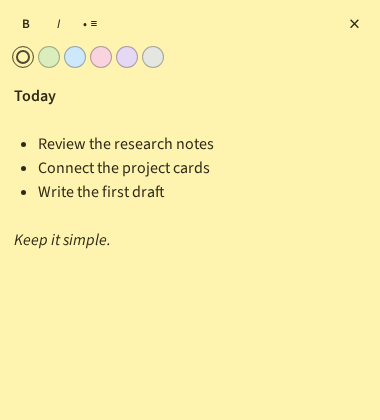 B I
Today
Review the research notes
Connect the project cards
Write the first draft
Keep it simple.